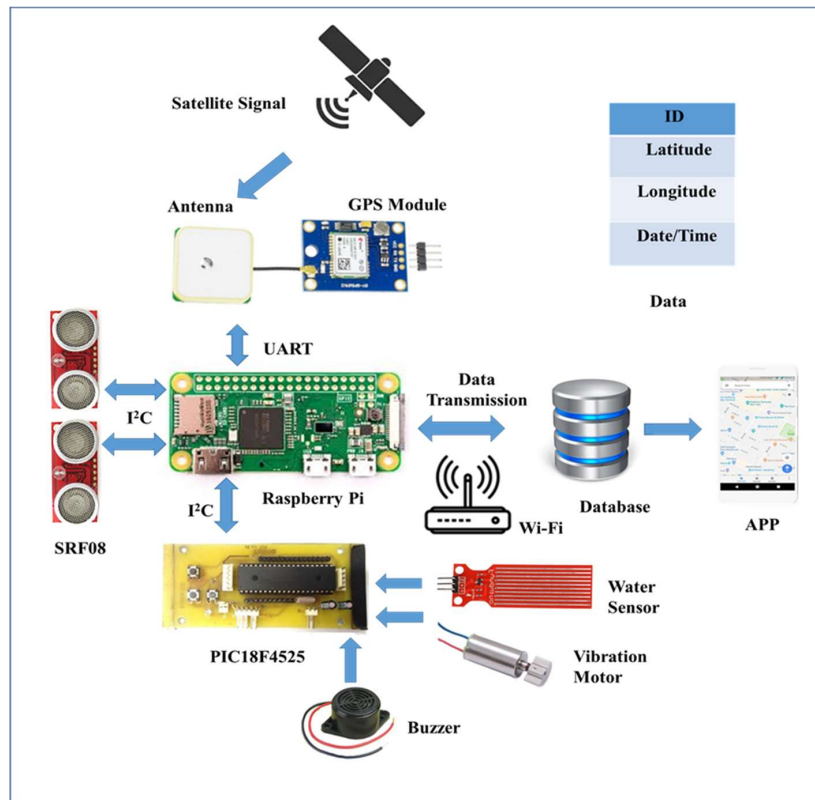 Satellite Signal
ID
Latitude
Longitude
Date/Time
Data
Antenna
GPS Module
UART
I²C
SRF08
Raspberry Pi
I²C
Data
Transmission
Wi-Fi
Database
APP
PIC18F4525
Water
Sensor
Vibration
Motor
Buzzer